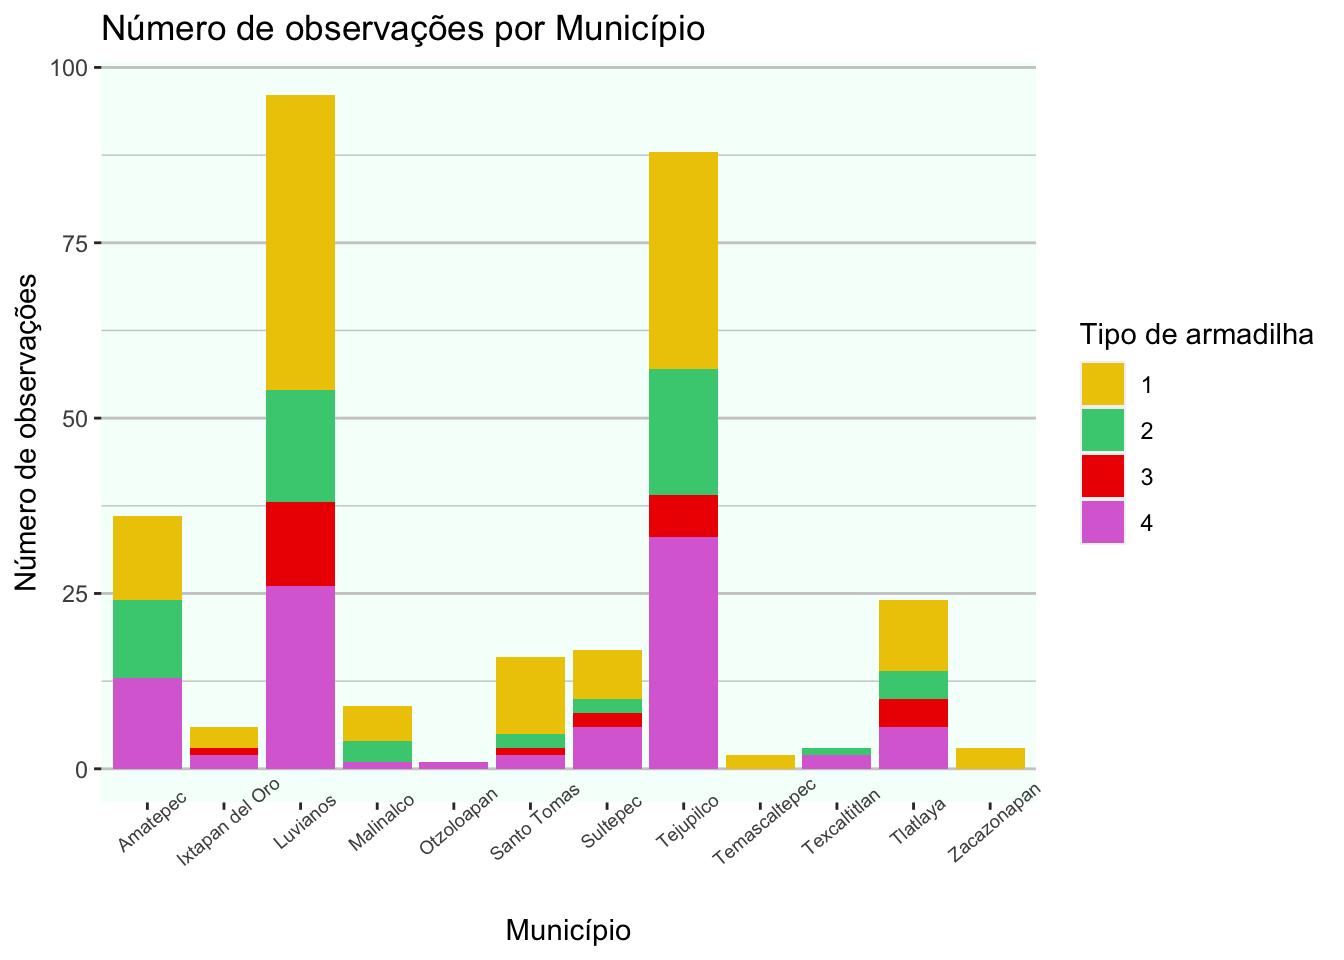 Número de observações por Município
Número de observações
100
75
50
25
0
Amatepec
Ixtapan del Oro
Luvianos
Malinalco
Otzoloapan
Santo Tomas
Sultepec
Tejupilco
Temascaltepec
Texcaltitlan
Tlatlaya
Zacazonapan
Município
Tipo de armadilha
1
2
3
4